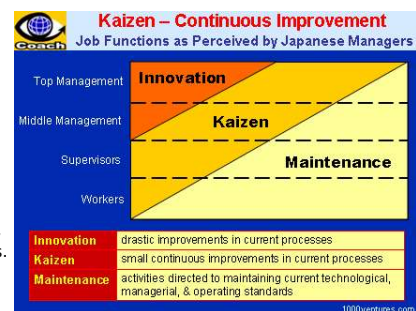 Kaizen – Continuous Improvement
Coach
Job Functions as Perceived by Japanese Managers
Top Management
Innovation
Middle Management
Kaizen
Supervisors
Maintenance
Workers
s.
Innovation drastic improvements in current processes
Kaizen small continuous improvements in current processes
Maintenance activities directed to maintaining current technological,
managerial, & operating standards
1000ventures.com